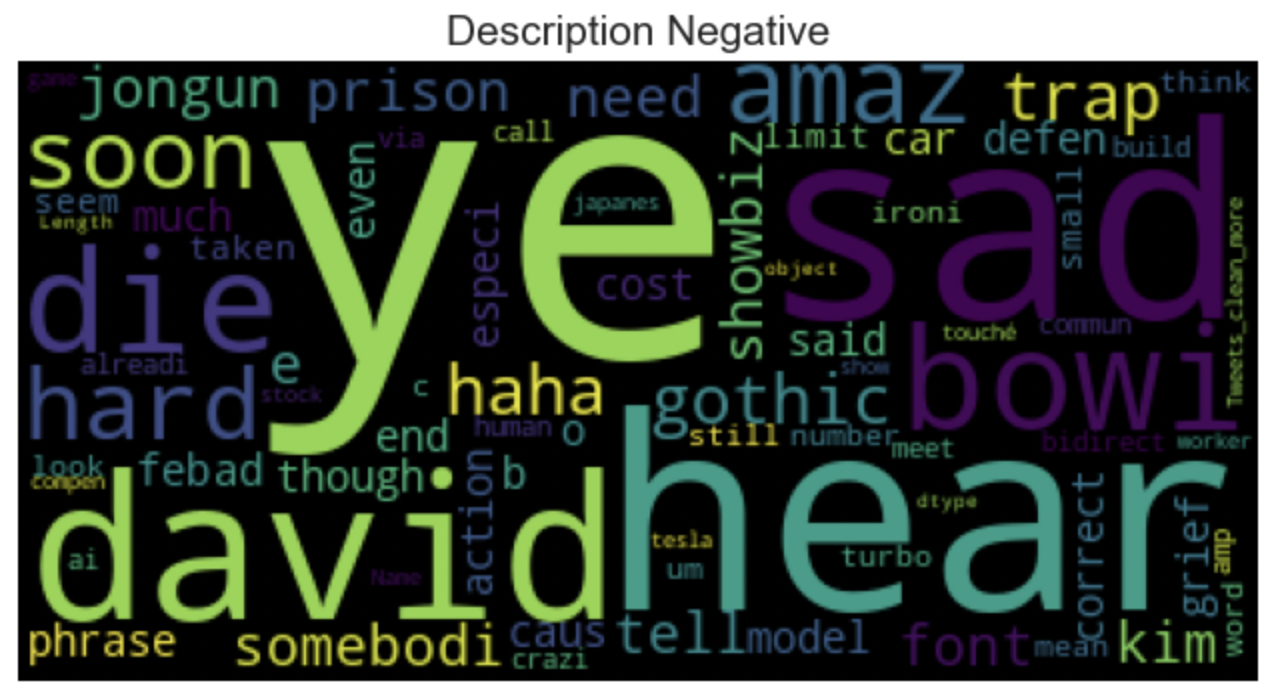 Description Negative
game
jongun
prison
need
amaz
trap
think
soon
via
call
limit
car
defen
build
ye
sad
even
japanes
showbiz
ironi
small
seem
Length
much
taken
especi
cost
object
Tweets_clean_more
die
said
touché
commun
bowi
alreadi
e
c
haha
show
hard
stock
gothic
end
human
o
still
number
meet
bidirect
worker
look
compen
febad
though
action
b
hear
david
dtype
correct
grief
ai
tesla
um
turbo
amp
Name
phrase
somebodi
caus
crazi
tell
model
font
mean
kim
word